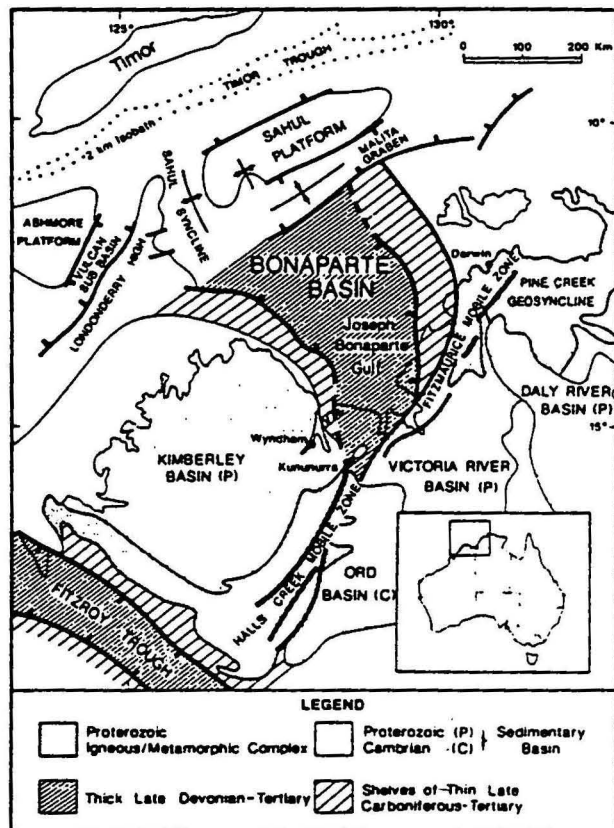 125°
130°
0 100 200 Km
Timor
TIMOR TROUGH
2 km Isobath
10°
SAHUL
PLATFORM
MALITA
GRABEN
SAHUL
SYNCLINE
ASHMORE
PLATFORM
VULCAN
SUB BASIN
LONDONDERRY HIGH
BONAPARTE
BASIN
Darwin
PINE CREEK
GEOSYNCLINE
Joseph
Bonaparte
Gulf
FITZMAURICE MOBILE ZONE
DALY RIVER
BASIN (P)
15°
Wyndham
Kununurra
KIMBERLEY
BASIN (P)
VICTORIA RIVER
BASIN (P)
HALLS CREEK MOBILE ZONE
ORD
BASIN (C)
FITZROY TROUGH
LEGEND
Proterozoic
Igneous/Metamorphic Complex
Proterozoic (P)
Cambrian (C)
Sedimentary
Basin
Thick Late Devonian-Tertiary
Shelves of Thin Late
Carboniferous-Tertiary